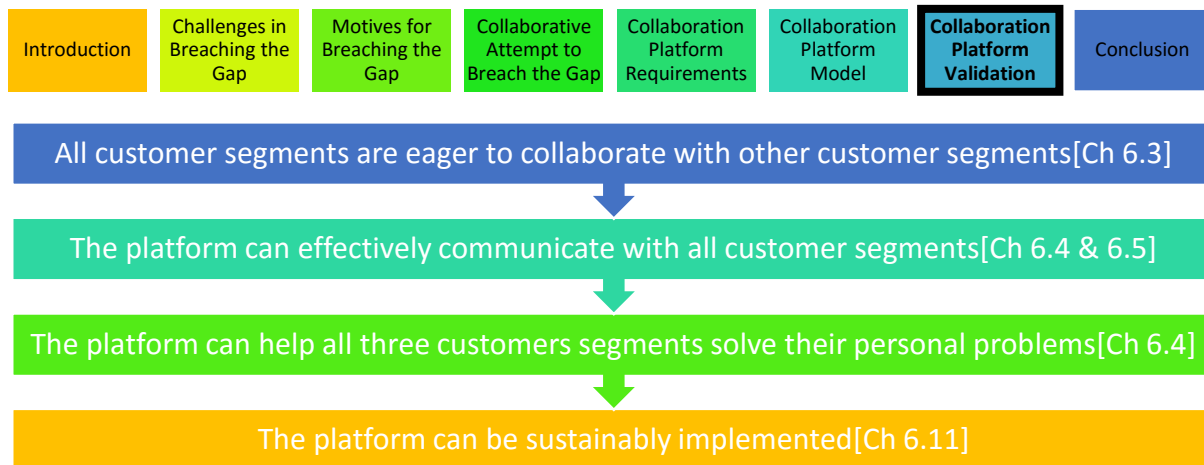 Introduction
Challenges in
Breaching the
Gap
Motives for
Breaching the
Gap
Collaborative
Attempt to
Breach the Gap
Collaboration
Platform
Requirements
Collaboration
Platform
Model
Collaboration
Platform
Validation
Conclusion
All customer segments are eager to collaborate with other customer segments[Ch 6.3]
The platform can effectively communicate with all customer segments[Ch 6.4 & 6.5]
The platform can help all three customers segments solve their personal problems[Ch 6.4]
The platform can be sustainably implemented[Ch 6.11]